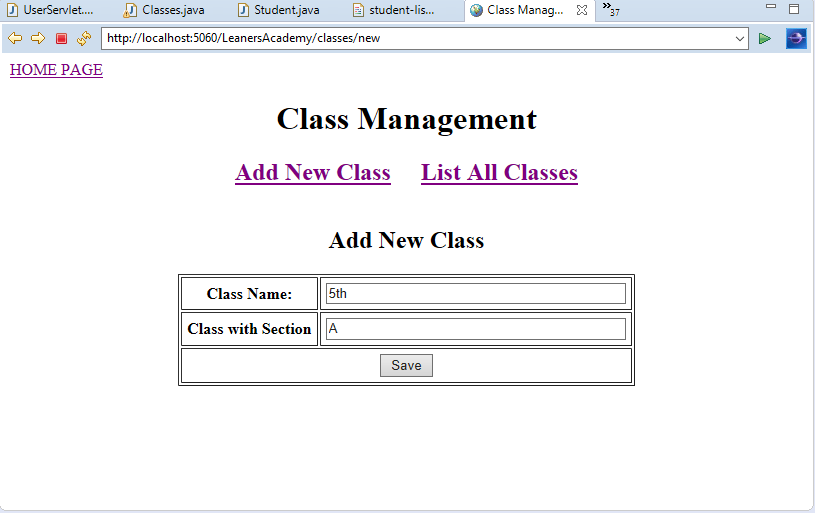 UserServlet.... Classes.java Student.java student-lis... Class Manag... 37
http://localhost:5060/LeanersAcademy/classes/new
HOME PAGE
Class Management
Add New Class List All Classes
Add New Class
Class Name: 5th
Class with Section A
Save